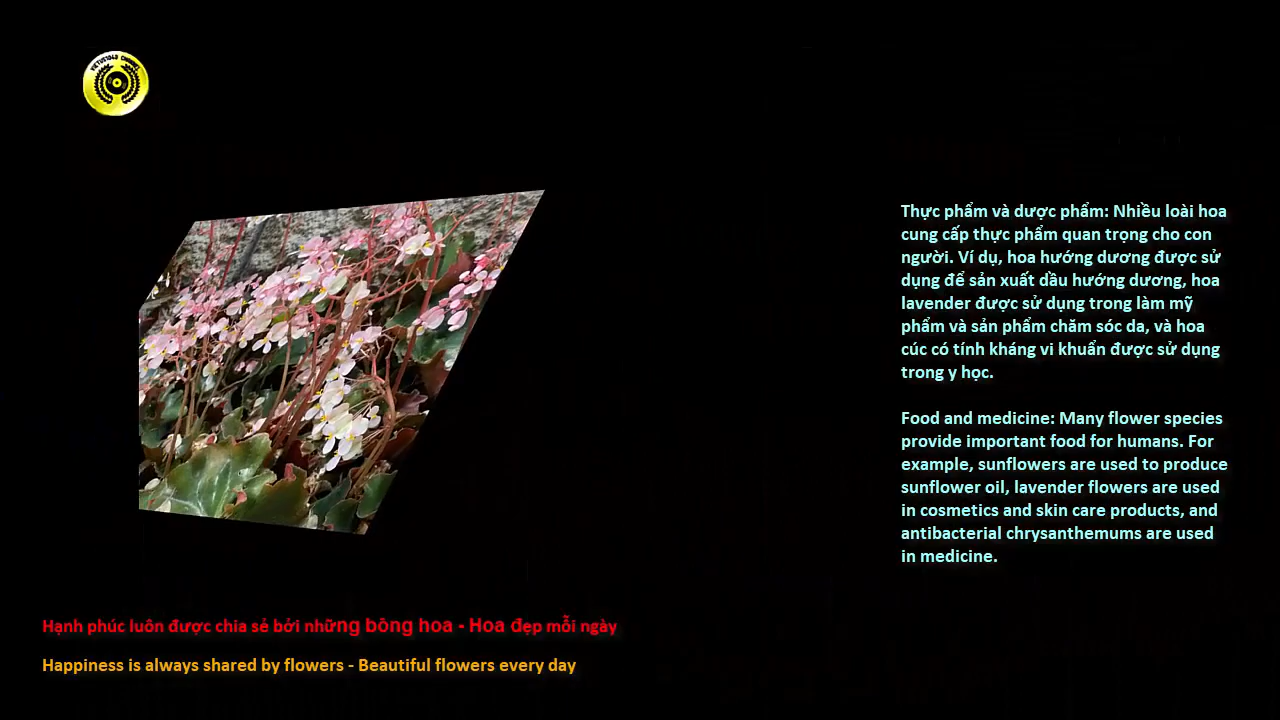 VIETUS1048 CHANNEL
Thực phẩm và dược phẩm: Nhiều loài hoa
cung cấp thực phẩm quan trọng cho con
người. Ví dụ, hoa hướng dương được sử
dụng để sản xuất dầu hướng dương, hoa
lavender được sử dụng trong làm mỹ
phẩm và sản phẩm chăm sóc da, và hoa
cúc có tính kháng vi khuẩn được sử dụng
trong y học.
Food and medicine: Many flower species
provide important food for humans. For
example, sunflowers are used to produce
sunflower oil, lavender flowers are used
in cosmetics and skin care products, and
antibacterial chrysanthemums are used
in medicine.
Hạnh phúc luôn được chia sẻ bởi những bông hoa - Hoa đẹp mỗi ngày
Happiness is always shared by flowers - Beautiful flowers every day